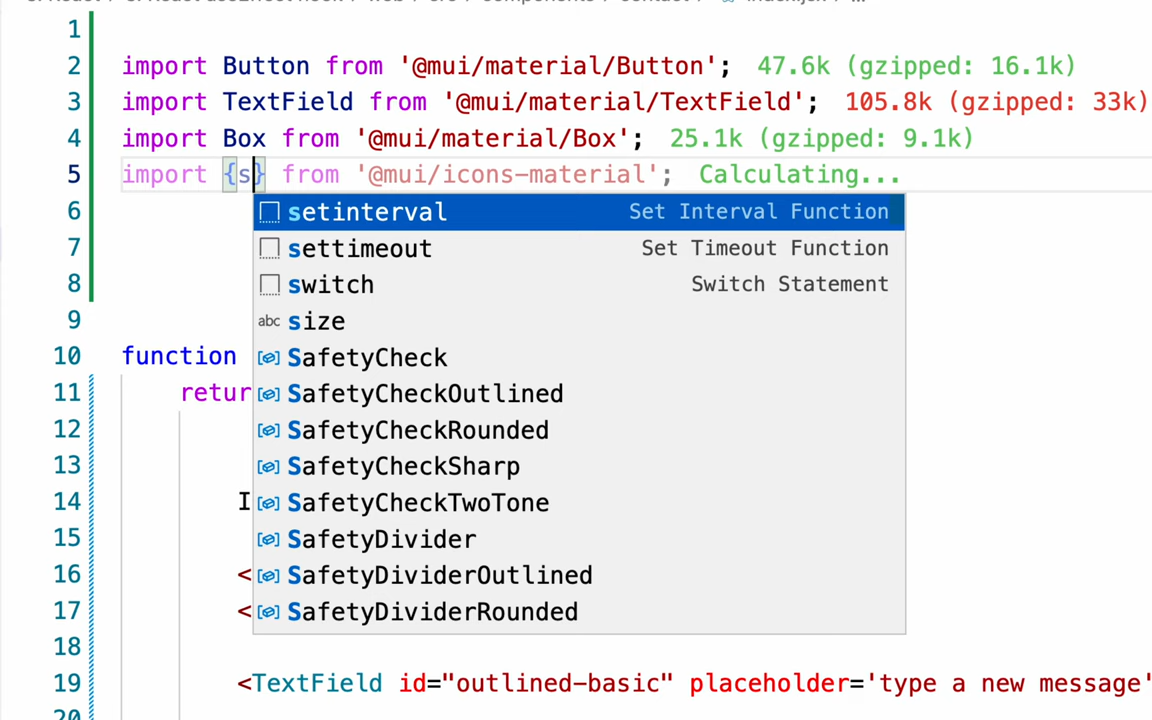 1
2 import Button from '@mui/material/Button'; 47.6k (gzipped: 16.1k)
3 import TextField from '@mui/material/TextField'; 105.8k (gzipped: 33k)
4 import Box from '@mui/material/Box'; 25.1k (gzipped: 9.1k)
5 import {s} from '@mui/icons-material'; Calculating...
6 setinterval Set Interval Function
7 settimeout Set Timeout Function
8 switch Switch Statement
9 abc size
10 function SafetyCheck
11 retur SafetyCheckOutlined
12 SafetyCheckRounded
13 SafetyCheckSharp
14 SafetyCheckTwoTone
15 SafetyDivider
16 < SafetyDividerOutlined
17 < SafetyDividerRounded
18
19 <TextField id="outlined-basic" placeholder='type a new message'
20